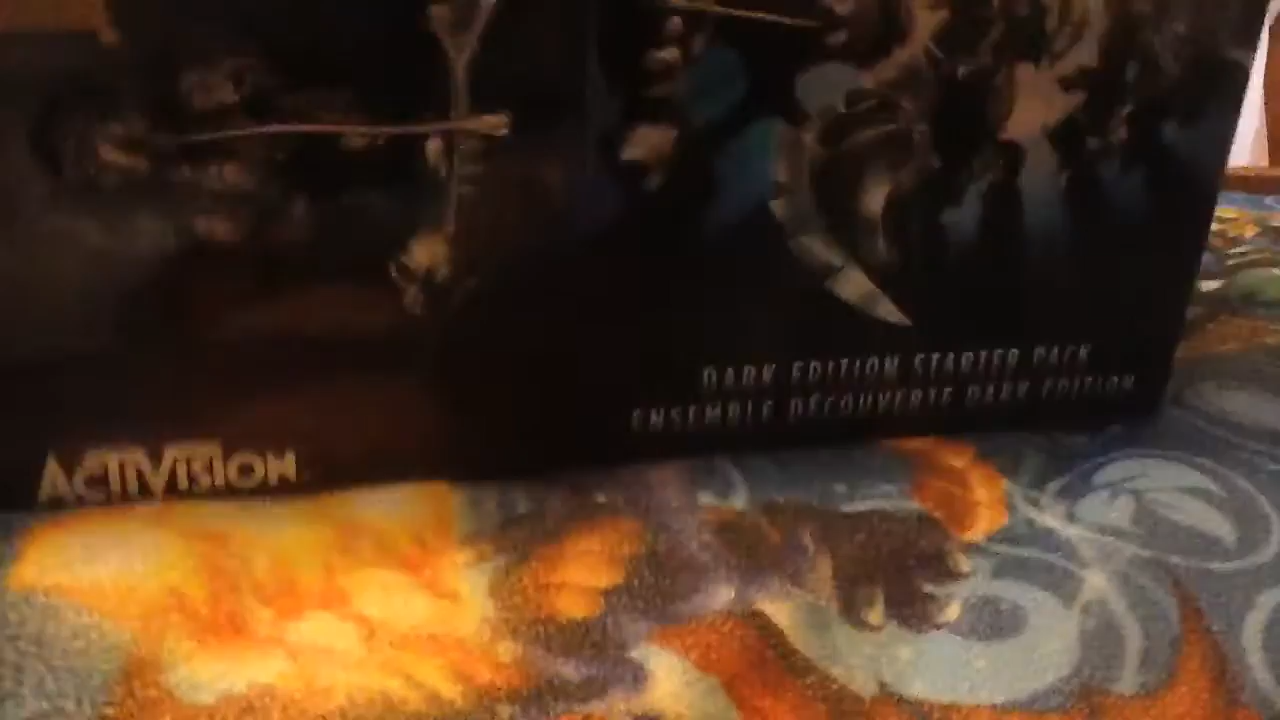 DARK EDITION STARTER PACK
ENSEMBLE DÉCOUVERTE DARK EDITION
ACTIVISION